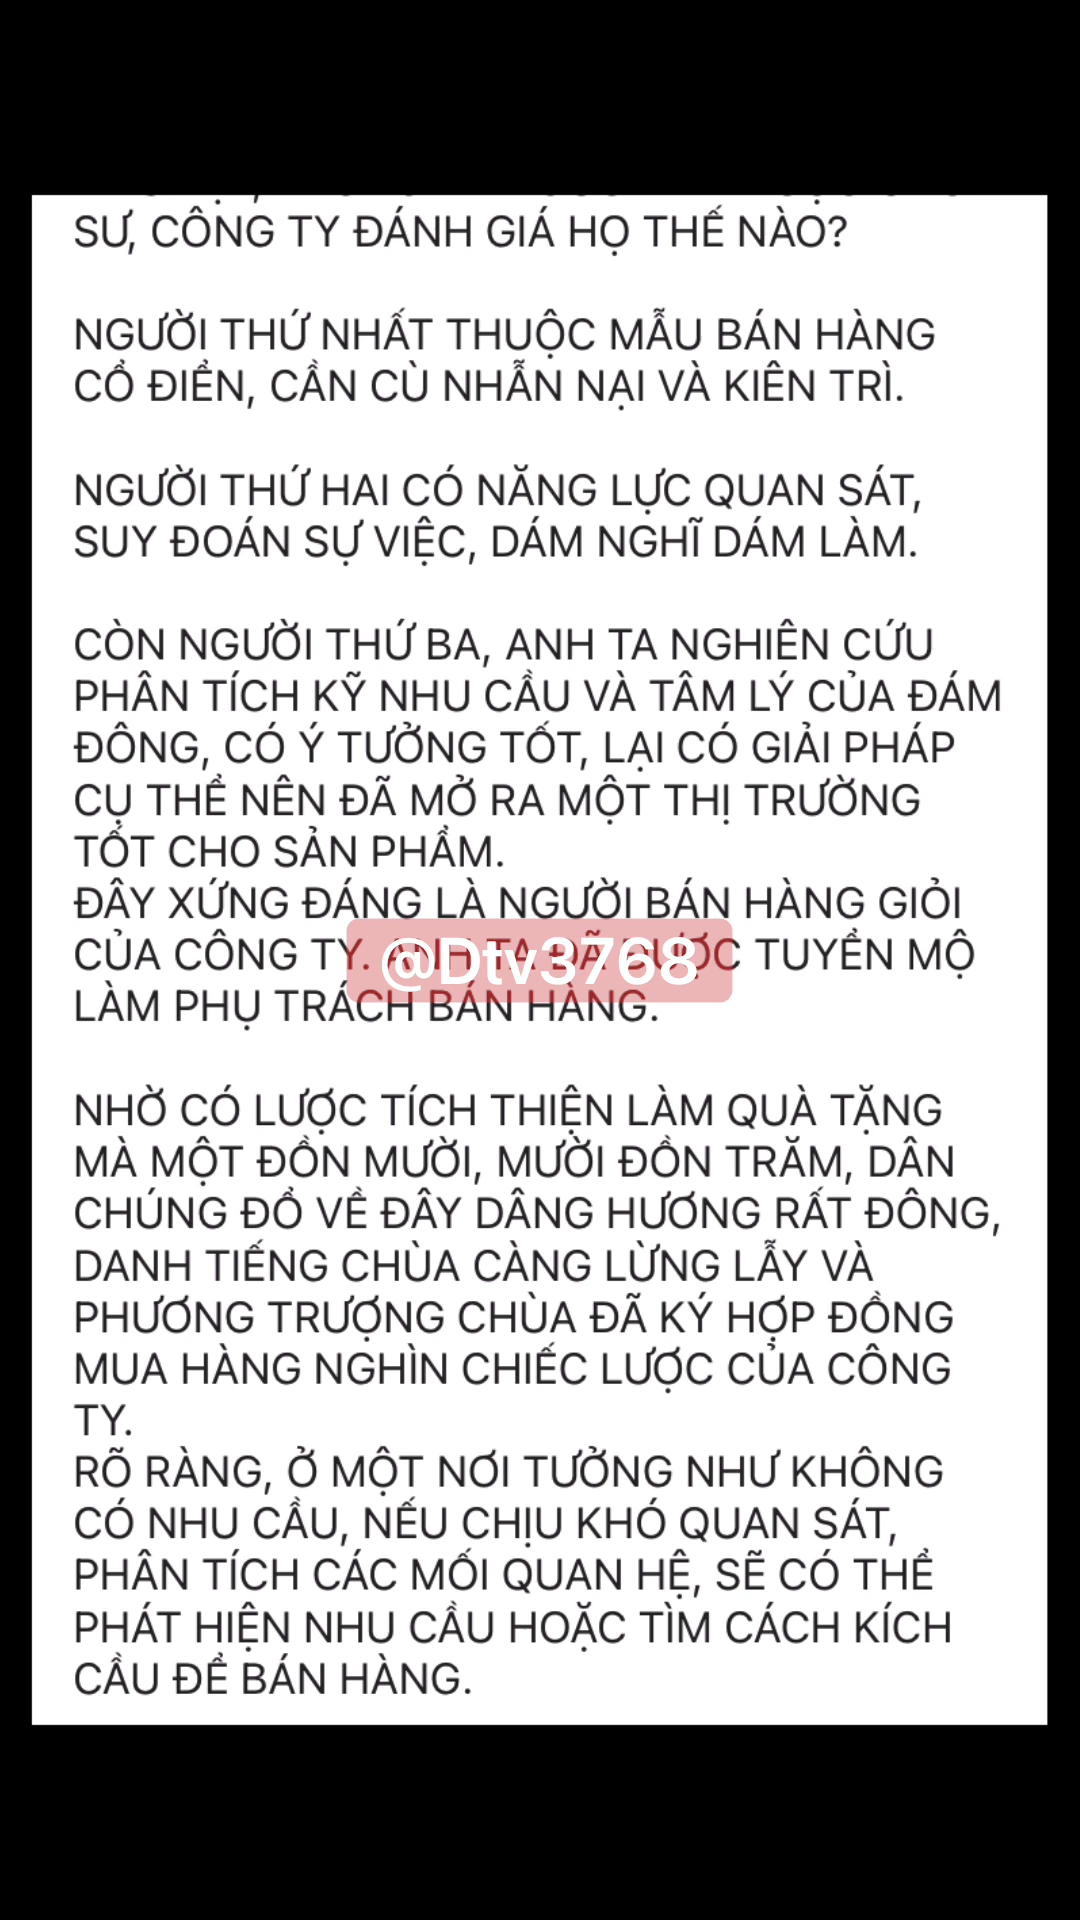 SƯ, CÔNG TY ĐÁNH GIÁ HỌ THẾ NÀO?
NGƯỜI THỨ NHẤT THUỘC MẪU BÁN HÀNG
CỔ ĐIỂN, CẦN CÙ NHẪN NẠI VÀ KIÊN TRÌ.
NGƯỜI THỨ HAI CÓ NĂNG LỰC QUAN SÁT,
SUY ĐOÁN SỰ VIỆC, DÁM NGHĨ DÁM LÀM.
CÒN NGƯỜI THỨ BA, ANH TA NGHIÊN CỨU
PHÂN TÍCH KỸ NHU CẦU VÀ TÂM LÝ CỦA ĐÁM
ĐÔNG, CÓ Ý TƯỞNG TỐT, LẠI CÓ GIẢI PHÁP
CỤ THỂ NÊN ĐÃ MỞ RA MỘT THỊ TRƯỜNG
TỐT CHO SẢN PHẨM.
ĐÂY XỨNG ĐÁNG LÀ NGƯỜI BÁN HÀNG GIỎI
CỦA CÔNG TY. ANH TA ĐÃ ĐƯỢC TUYỂN MỘ
@Dtv3768
LÀM PHỤ TRÁCH BÁN HÀNG.
NHỜ CÓ LƯỢC TÍCH THIỆN LÀM QUÀ TẶNG
MÀ MỘT ĐỒN MƯỜI, MƯỜI ĐỒN TRĂM, DÂN
CHÚNG ĐỔ VỀ ĐÂY DÂNG HƯƠNG RẤT ĐÔNG,
DANH TIẾNG CHÙA CÀNG LỪNG LẪY VÀ
PHƯƠNG TRƯỢNG CHÙA ĐÃ KÝ HỢP ĐỒNG
MUA HÀNG NGHÌN CHIẾC LƯỢC CỦA CÔNG
TY.
RÕ RÀNG, Ở MỘT NƠI TƯỞNG NHƯ KHÔNG
CÓ NHU CẦU, NẾU CHỊU KHÓ QUAN SÁT,
PHÂN TÍCH CÁC MỐI QUAN HỆ, SẼ CÓ THỂ
PHÁT HIỆN NHU CẦU HOẶC TÌM CÁCH KÍCH
CẦU ĐỂ BÁN HÀNG.